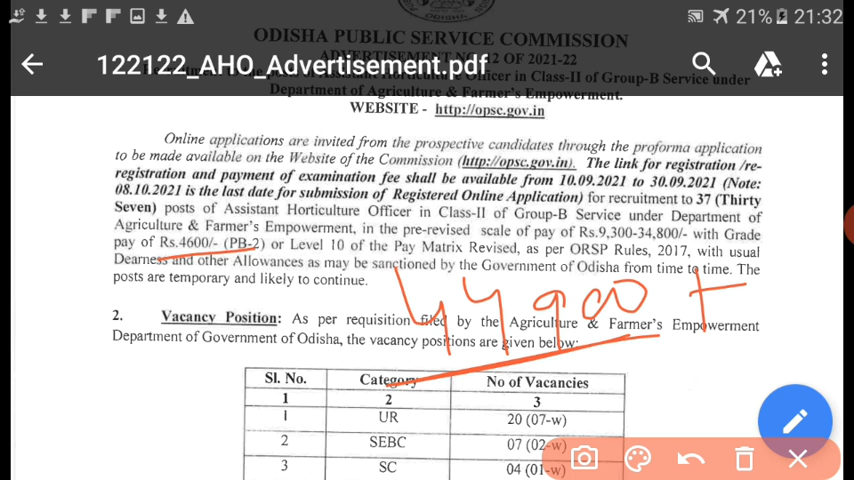 21% 21:32
ODISHA
ODISHA PUBLIC SERVICE COMMISSION
122122_AHO_Advertisement.pdf
Department of Agriculture & Farmer's Empowerment.
WEBSITE - http://opsc.gov.in
Online applications are invited from the prospective candidates through the proforma application
to be made available on the Website of the Commission (http://opsc.gov.in). The link for registration /re-
registration and payment of examination fee shall be available from 10.09.2021 to 30.09.2021 (Note:
08.10.2021 is the last date for submission of Registered Online Application) for recruitment to 37 (Thirty
Seven) posts of Assistant Horticulture Officer in Class-II of Group-B Service under Department of
Agriculture & Farmer's Empowerment, in the pre-revised scale of pay of Rs.9,300-34,800/- with Grade
pay of Rs.4600/- (PB-2) or Level 10 of the Pay Matrix Revised, as per ORSP Rules, 2017, with usual
Dearness and other Allowances as may be sanctioned by the Government of Odisha from time to time. The
posts are temporary and likely to continue.
44900 +
2. Vacancy Position: As per requisition filed by the Agriculture & Farmer's Empowerment
Department of Government of Odisha, the vacancy positions are given below:
Sl. No. Category No of Vacancies
1 2 3
1 UR 20 (07-w)
2 SEBC 07 (02-w)
3 SC 04 (01-w)